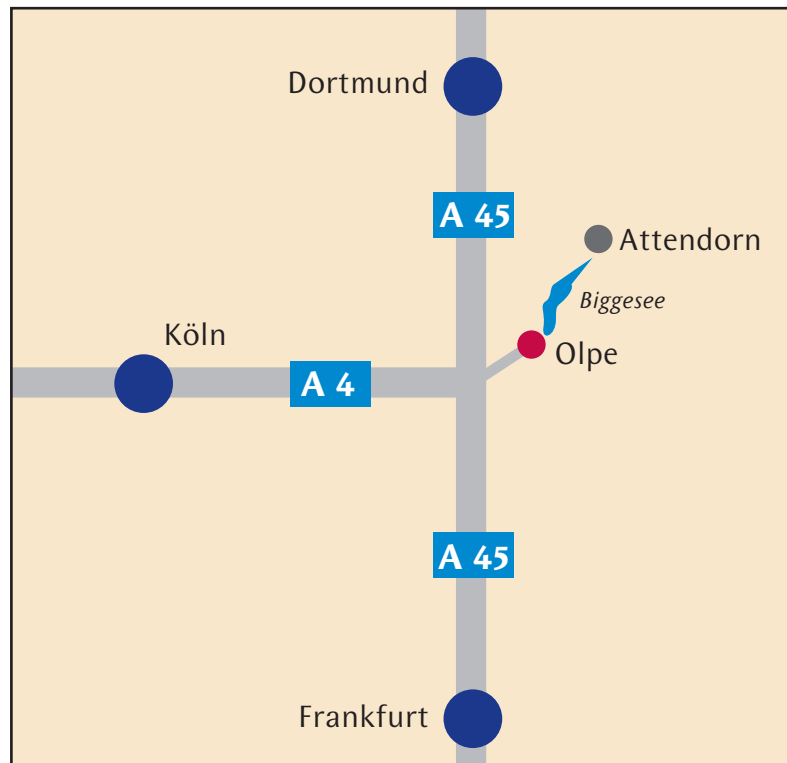 Dortmund
A 45
Attendorn
Biggesee
Köln
Olpe
A 4
A 45
Frankfurt